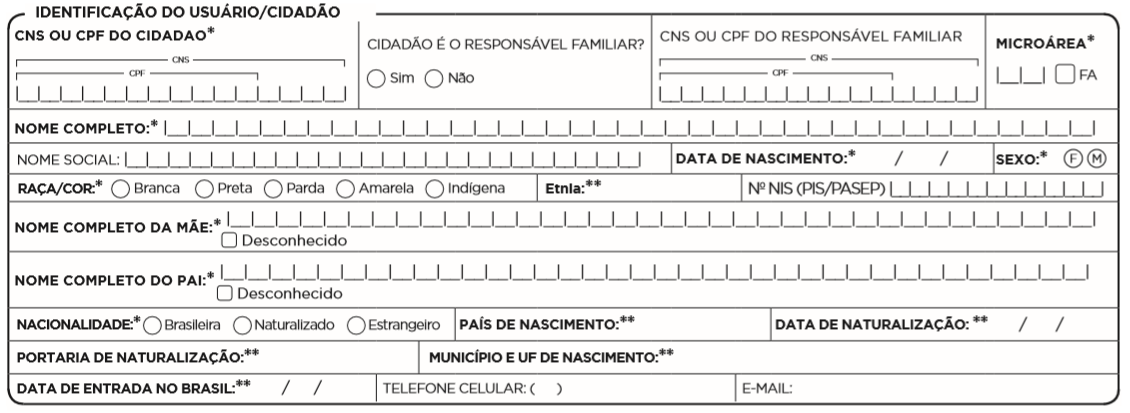 IDENTIFICAÇÃO DO USUÁRIO/CIDADÃO
CNS OU CPF DO CIDADAO*
CNS
CPF
CIDADÃO É O RESPONSÁVEL FAMILIAR?
Sim Não
CNS OU CPF DO RESPONSÁVEL FAMILIAR
CNS
CPF
MICROÁREA*
FA
NOME COMPLETO:*
NOME SOCIAL: DATA DE NASCIMENTO:* / / SEXO:* F M
RAÇA/COR:* Branca Preta Parda Amarela Indígena Etnia:** Nº NIS (PIS/PASEP)
NOME COMPLETO DA MÃE:*
Desconhecido
NOME COMPLETO DO PAI:*
Desconhecido
NACIONALIDADE:* Brasileira Naturalizado Estrangeiro PAÍS DE NASCIMENTO:** DATA DE NATURALIZAÇÃO: ** / /
PORTARIA DE NATURALIZAÇÃO:** MUNICÍPIO E UF DE NASCIMENTO:**
DATA DE ENTRADA NO BRASIL:** / / TELEFONE CELULAR: ( ) E-MAIL: